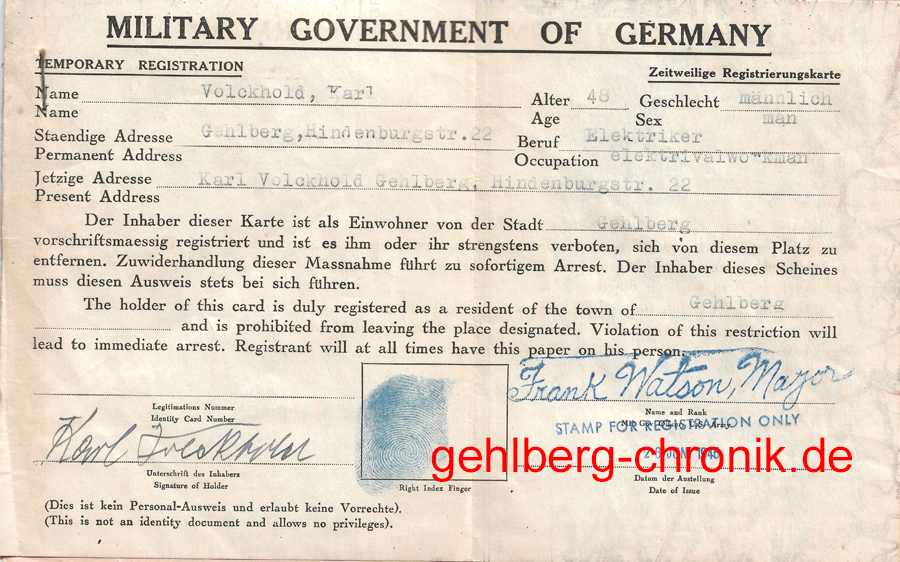 MILITARY GOVERNMENT OF GERMANY
TEMPORARY REGISTRATION
Zeitweilige Registrierungskarte
Name Volckhold, Karl Alter 48 Geschlecht männlich
Name Age Sex man
Staendige Adresse Gehlberg,Hindenburgstr.22 Beruf Elektriker
Permanent Address Occupation
Jetzige Adresse Karl Volckhold Gehlberg, Hindenburgstr. 22
Present Address
Der Inhaber dieser Karte ist als Einwohner von der Stadt Gehlberg
vorschriftsmaessig registriert und ist es ihm oder ihr strengstens verboten, sich von diesem Platz zu
entfernen. Zuwiderhandlung dieser Massnahme führt zu sofortigem Arrest. Der Inhaber dieses Scheines
muss diesen Ausweis stets bei sich führen.
The holder of this card is duly registered as a resident of the town of Gehlberg
and is prohibited from leaving the place designated. Violation of this restriction will
lead to immediate arrest. Registrant will at all times have this paper on his person.
Frank Watson, Major
Legitimations Nummer
Identity Card Number
Name and Rank
STAMP FOR REGISTRATION ONLY
Karl Volckhold
gehlberg-chronik.de
Unterschrift des Inhabers
Signature of Holder
Right Index Finger
Datum der Austellung
Date of Issue
(Dies ist kein Personal-Ausweis und erlaubt keine Vorrechte).
(This is not an identity document and allows no privileges).